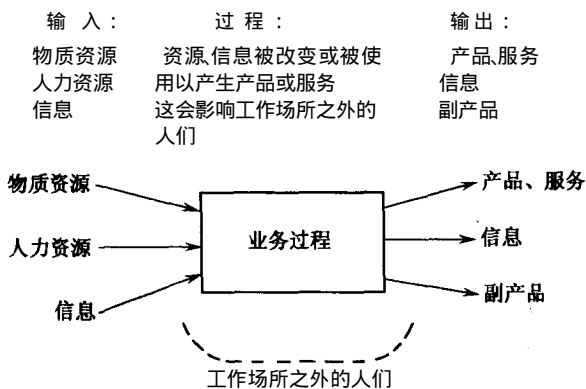 输 入： 过 程： 输出：
物质资源 资源、信息被改变或被使 产品、服务
人力资源 用以产生产品或服务 信息
信息 这会影响工作场所之外的 副产品
人们
物质资源 产品、服务
人力资源 业务过程 信息
信息 副产品
工作场所之外的人们